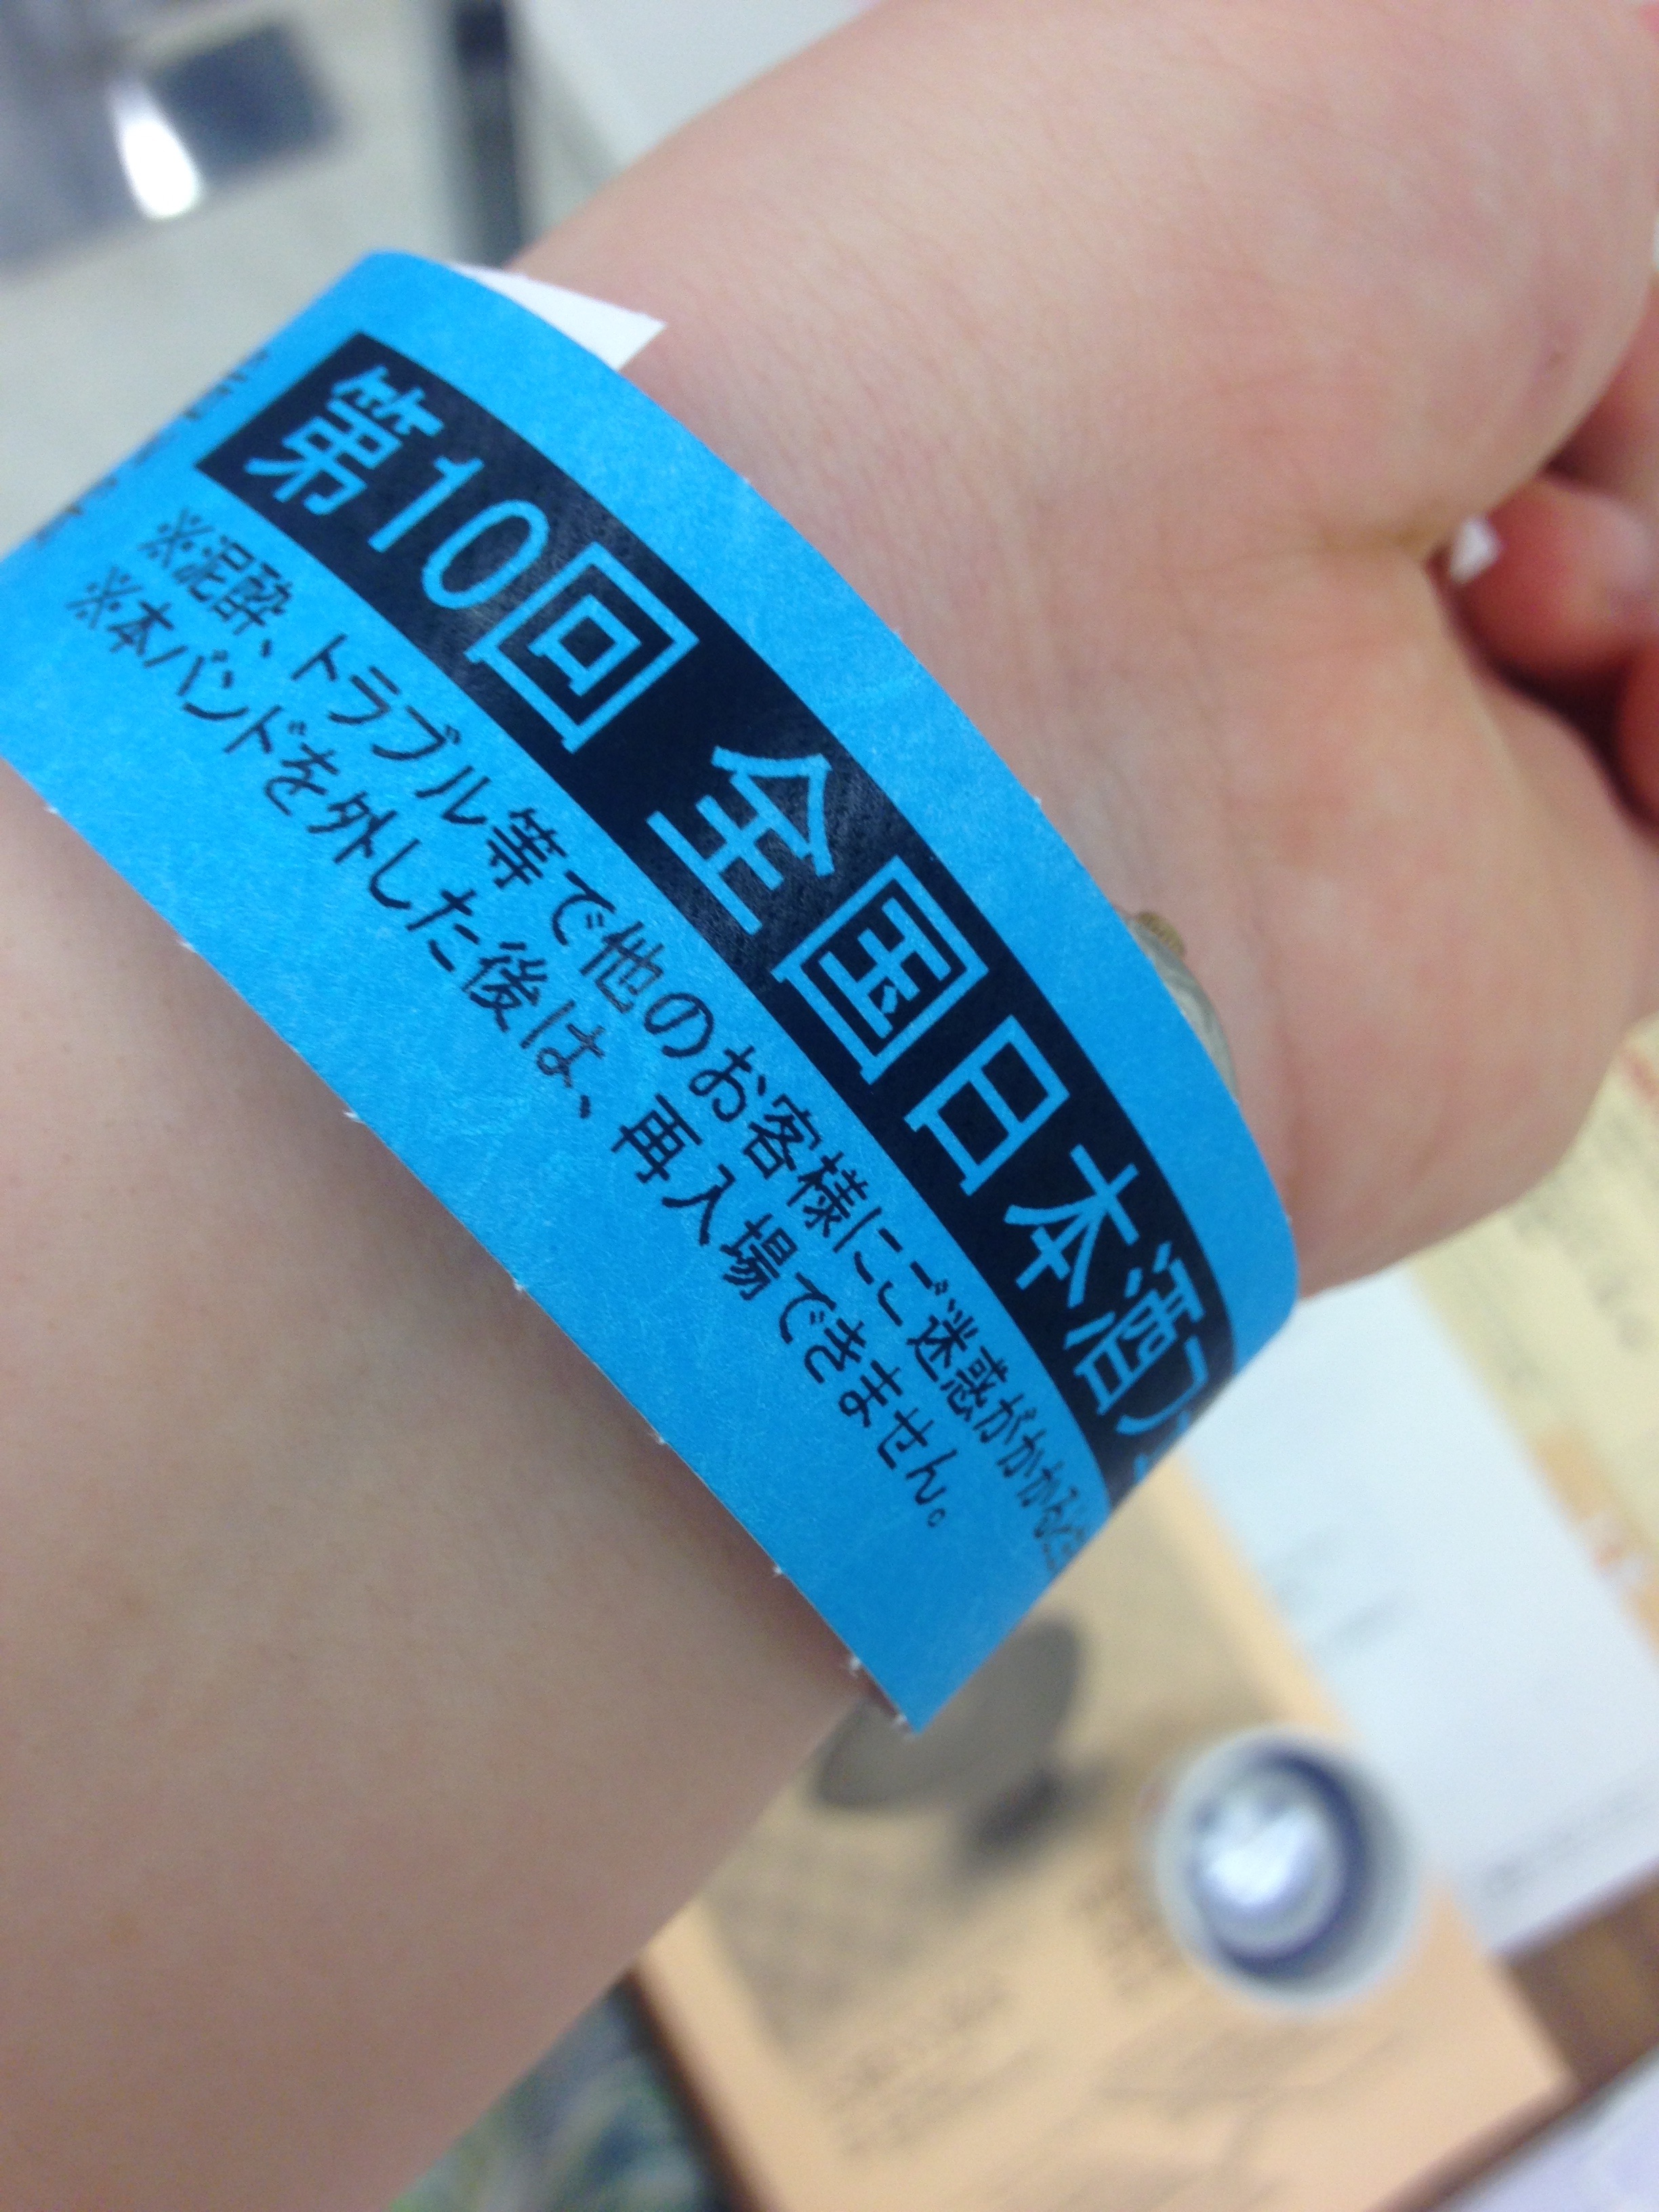 第10回 全国日本酒フ
※泥酔、トラブル等で他のお客様にご迷惑がかかる
※本バンドを外した後は、再入場できません。